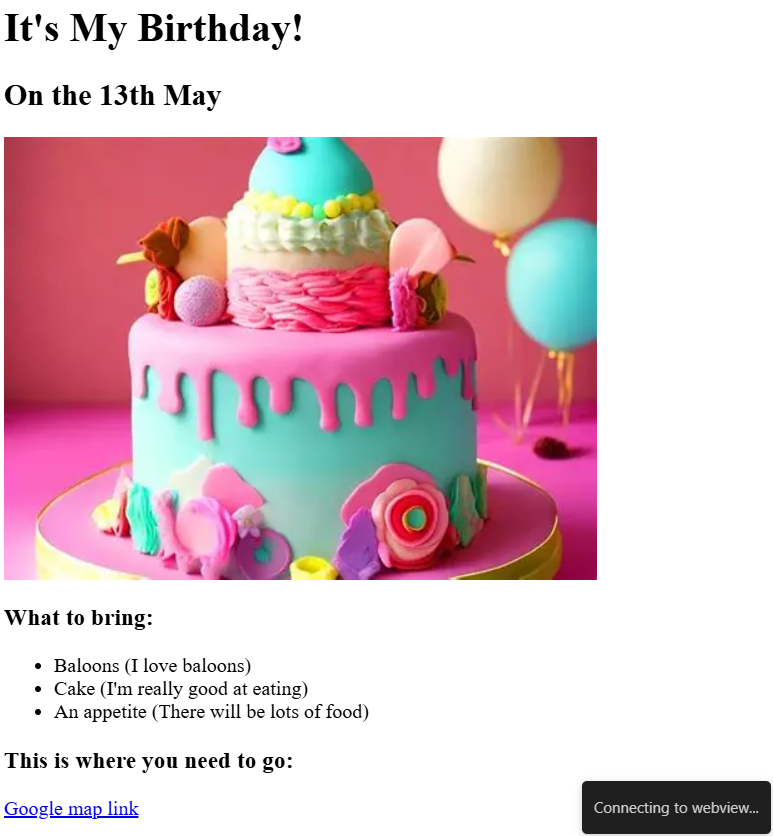 It's My Birthday!
On the 13th May
What to bring:
Baloons (I love baloons)
Cake (I'm really good at eating)
An appetite (There will be lots of food)
This is where you need to go:
Google map link
Connecting to webview...